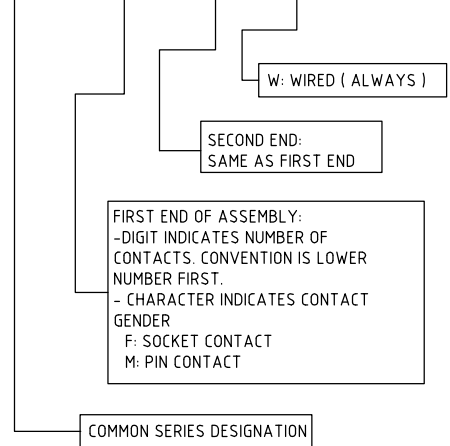 W: WIRED ( ALWAYS )
SECOND END:
SAME AS FIRST END
FIRST END OF ASSEMBLY:
-DIGIT INDICATES NUMBER OF
CONTACTS. CONVENTION IS LOWER
NUMBER FIRST.
- CHARACTER INDICATES CONTACT
GENDER
F: SOCKET CONTACT
M: PIN CONTACT
COMMON SERIES DESIGNATION